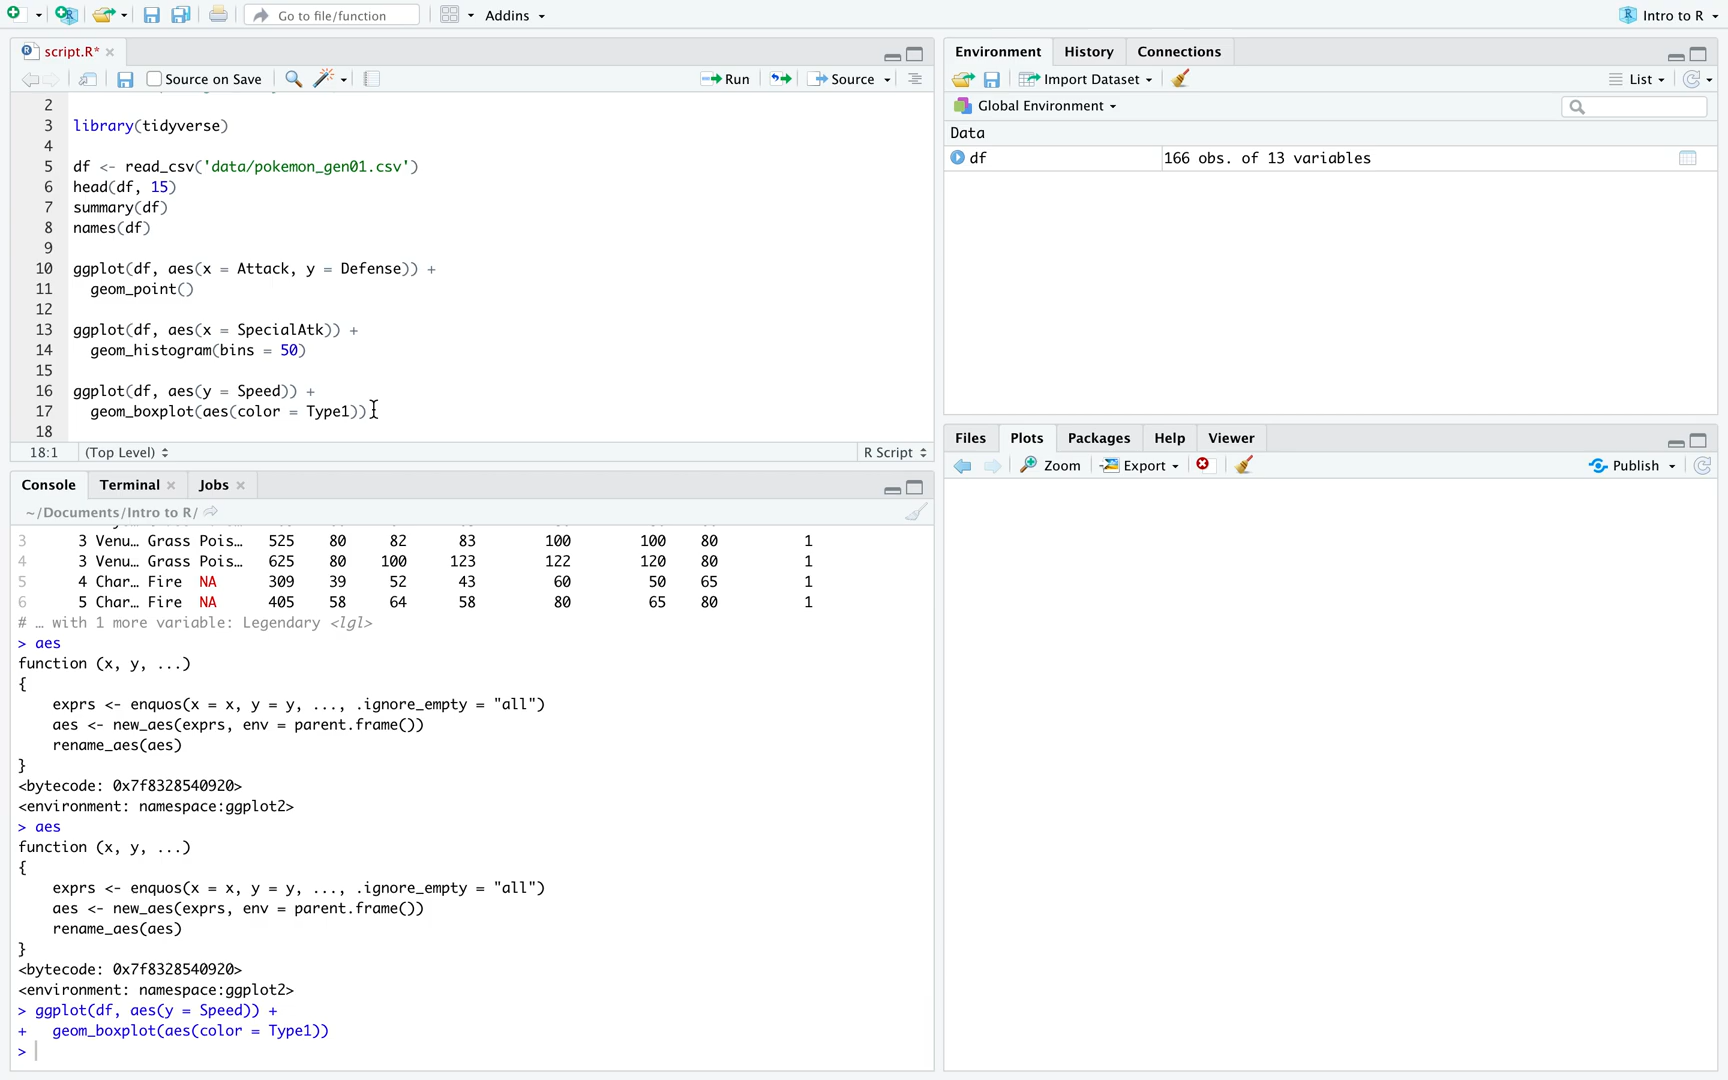 Go to file/function
Addins
Intro to R
script.R*
Source on Save
Run
Source
2
3 library(tidyverse)
4
5 df <- read_csv('data/pokemon_gen01.csv')
6 head(df, 15)
7 summary(df)
8 names(df)
9
10 ggplot(df, aes(x = Attack, y = Defense)) +
11 geom_point()
12
13 ggplot(df, aes(x = SpecialAtk)) +
14 geom_histogram(bins = 50)
15
16 ggplot(df, aes(y = Speed)) +
17 geom_boxplot(aes(color = Type1))
18
18:1 (Top Level) R Script
Console Terminal Jobs
~/Documents/Intro to R/
3 3 Venu… Grass Pois… 525 80 82 83 100 100 80 1
4 3 Venu… Grass Pois… 625 80 100 123 122 120 80 1
5 4 Char… Fire NA 309 39 52 43 60 50 65 1
6 5 Char… Fire NA 405 58 64 58 80 65 80 1
# … with 1 more variable: Legendary <lgl>
> aes
function (x, y, ...)
{
exprs <- enquos(x = x, y = y, ..., .ignore_empty = "all")
aes <- new_aes(exprs, env = parent.frame())
rename_aes(aes)
}
<bytecode: 0x7f8328540920>
<environment: namespace:ggplot2>
> aes
function (x, y, ...)
{
exprs <- enquos(x = x, y = y, ..., .ignore_empty = "all")
aes <- new_aes(exprs, env = parent.frame())
rename_aes(aes)
}
<bytecode: 0x7f8328540920>
<environment: namespace:ggplot2>
> ggplot(df, aes(y = Speed)) +
+ geom_boxplot(aes(color = Type1))
>
Environment History Connections
Import Dataset
List
Global Environment
Data
df 166 obs. of 13 variables
Files Plots Packages Help Viewer
Zoom Export Publish